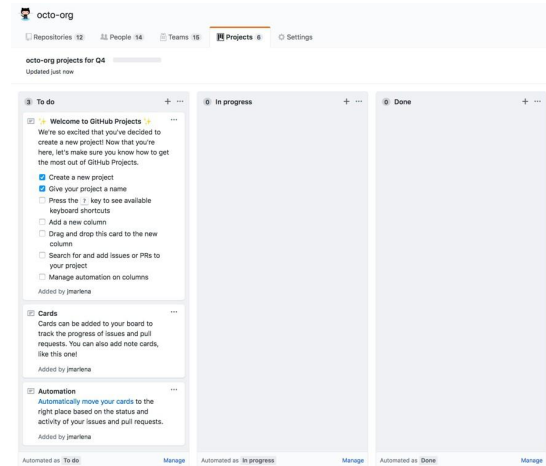 octo-org
Repositories 12
People 14
Teams 15
Projects 6
Settings
octo-org projects for Q4
Updated just now
3 To do
✨ Welcome to GitHub Projects ✨
We're so excited that you've decided to
create a new project! Now that you're
here, let's make sure you know how to get
the most out of GitHub Projects.
Create a new project
Give your project a name
Press the ? key to see available
keyboard shortcuts
Add a new column
Drag and drop this card to the new
column
Search for and add issues or PRs to
your project
Manage automation on columns
Added by jmarlena
Cards
Cards can be added to your board to
track the progress of issues and pull
requests. You can also add note cards,
like this one!
Added by jmarlena
Automation
Automatically move your cards to the
right place based on the status and
activity of your issues and pull requests.
Added by jmarlena
Automated as To do
Manage
0 In progress
Automated as In progress
Manage
0 Done
Automated as Done
Manage